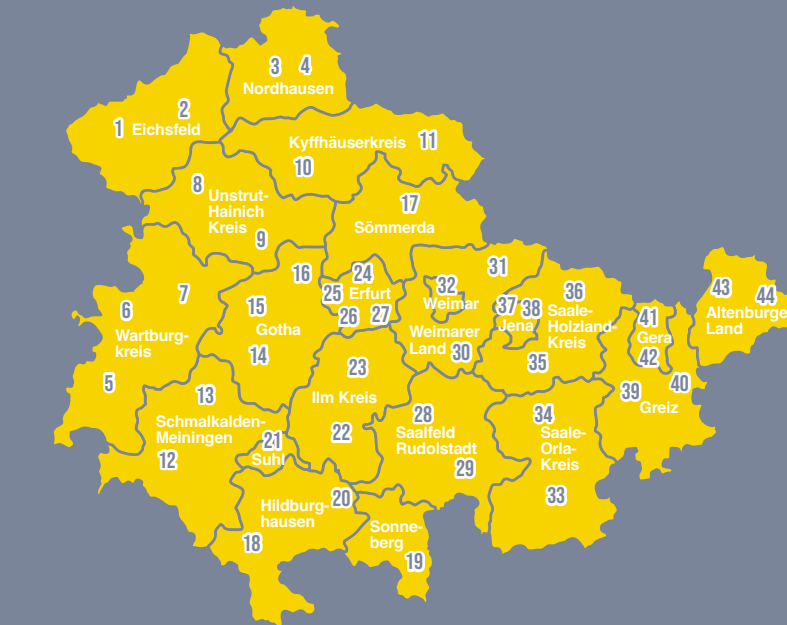 3 4
Nordhausen
2
1 Eichsfeld
Kyffhäuserkreis 11
10
8
Unstrut-
Hainich
Kreis
9
17
Sömmerda
7
6
Wartburg-
kreis
5
16
15
Gotha
14
24
25 Erfurt
26 27
31
32
Weimar
Weimarer
Land 30
36
37 38
Jena
Saale-
Holzland-
Kreis
35
41
Gera
42
39 40
Greiz
43 44
Altenburge
Land
13
Schmalkalden-
Meiningen
12
23
Ilm Kreis
22
21
Suhl
28
Saalfeld
Rudolstadt
29
34
Saale-
Orla-
Kreis
33
20
Hildburg-
hausen
18
Sonne-
berg
19